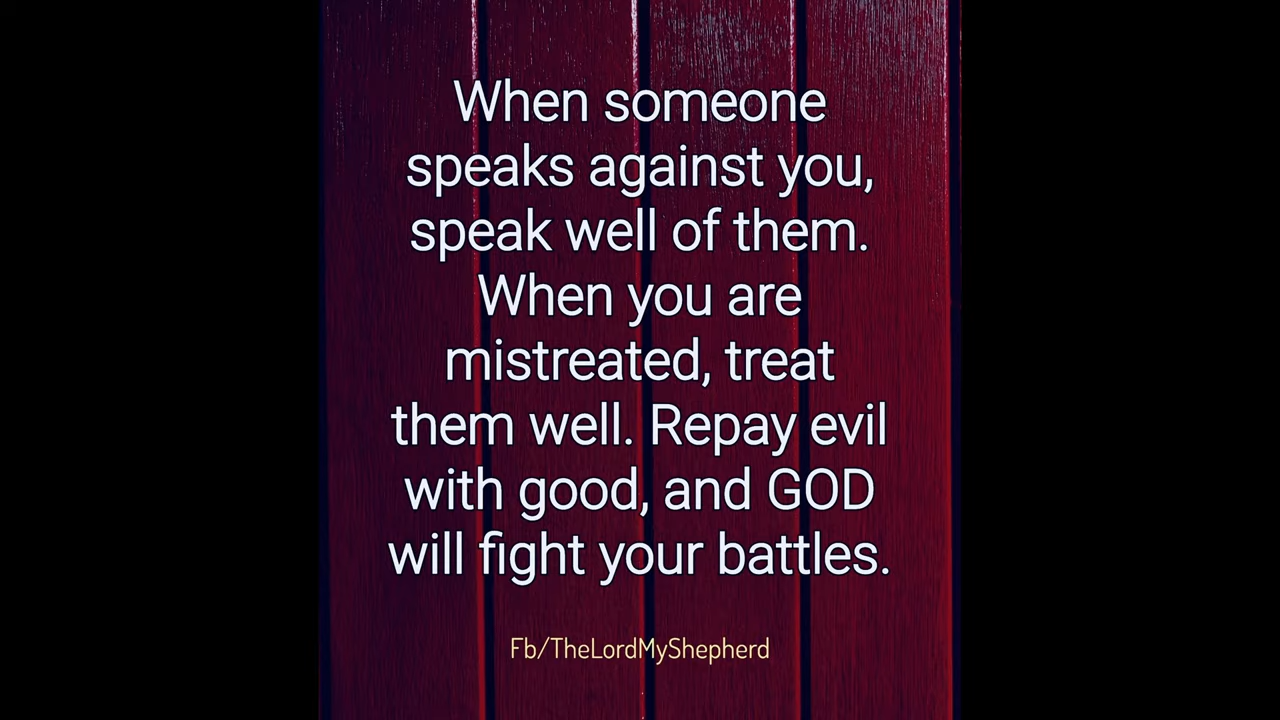 When someone
speaks against you,
speak well of them.
When you are
mistreated, treat
them well. Repay evil
with good, and GOD
will fight your battles.
Fb/TheLordMyShepherd